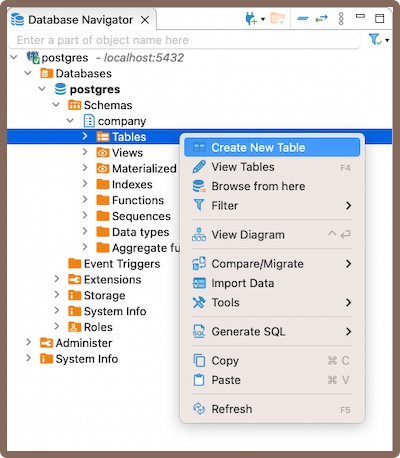 Database Navigator
Enter a part of object name here
postgres - localhost:5432
Databases
postgres
Schemas
company
Tables
Views
Materialized
Indexes
Functions
Sequences
Data types
Aggregate fu
Event Triggers
Extensions
Storage
System Info
Roles
Administer
System Info
Create New Table
View Tables F4
Browse from here
Filter
View Diagram ^ ⏎
Compare/Migrate
Import Data
Tools
Generate SQL
Copy ⌘ C
Paste ⌘ V
Refresh F5